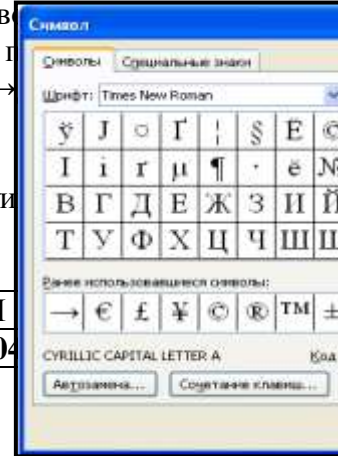 Символ
Символы Специальные знаки
Шрифт: Times New Roman
ў Ј ¤ Ґ ¦ § Ё ©
І і ґ µ ¶ · ё №
В Г Д Е Ж З И Й
Т У Ф Х Ц Ч Ш Щ
Ранее использовавшиеся символы:
→ € £ ¥ © ® ™ ±
CYRILLIC CAPITAL LETTER A Код
Автозамена... Сочетание клавиш...